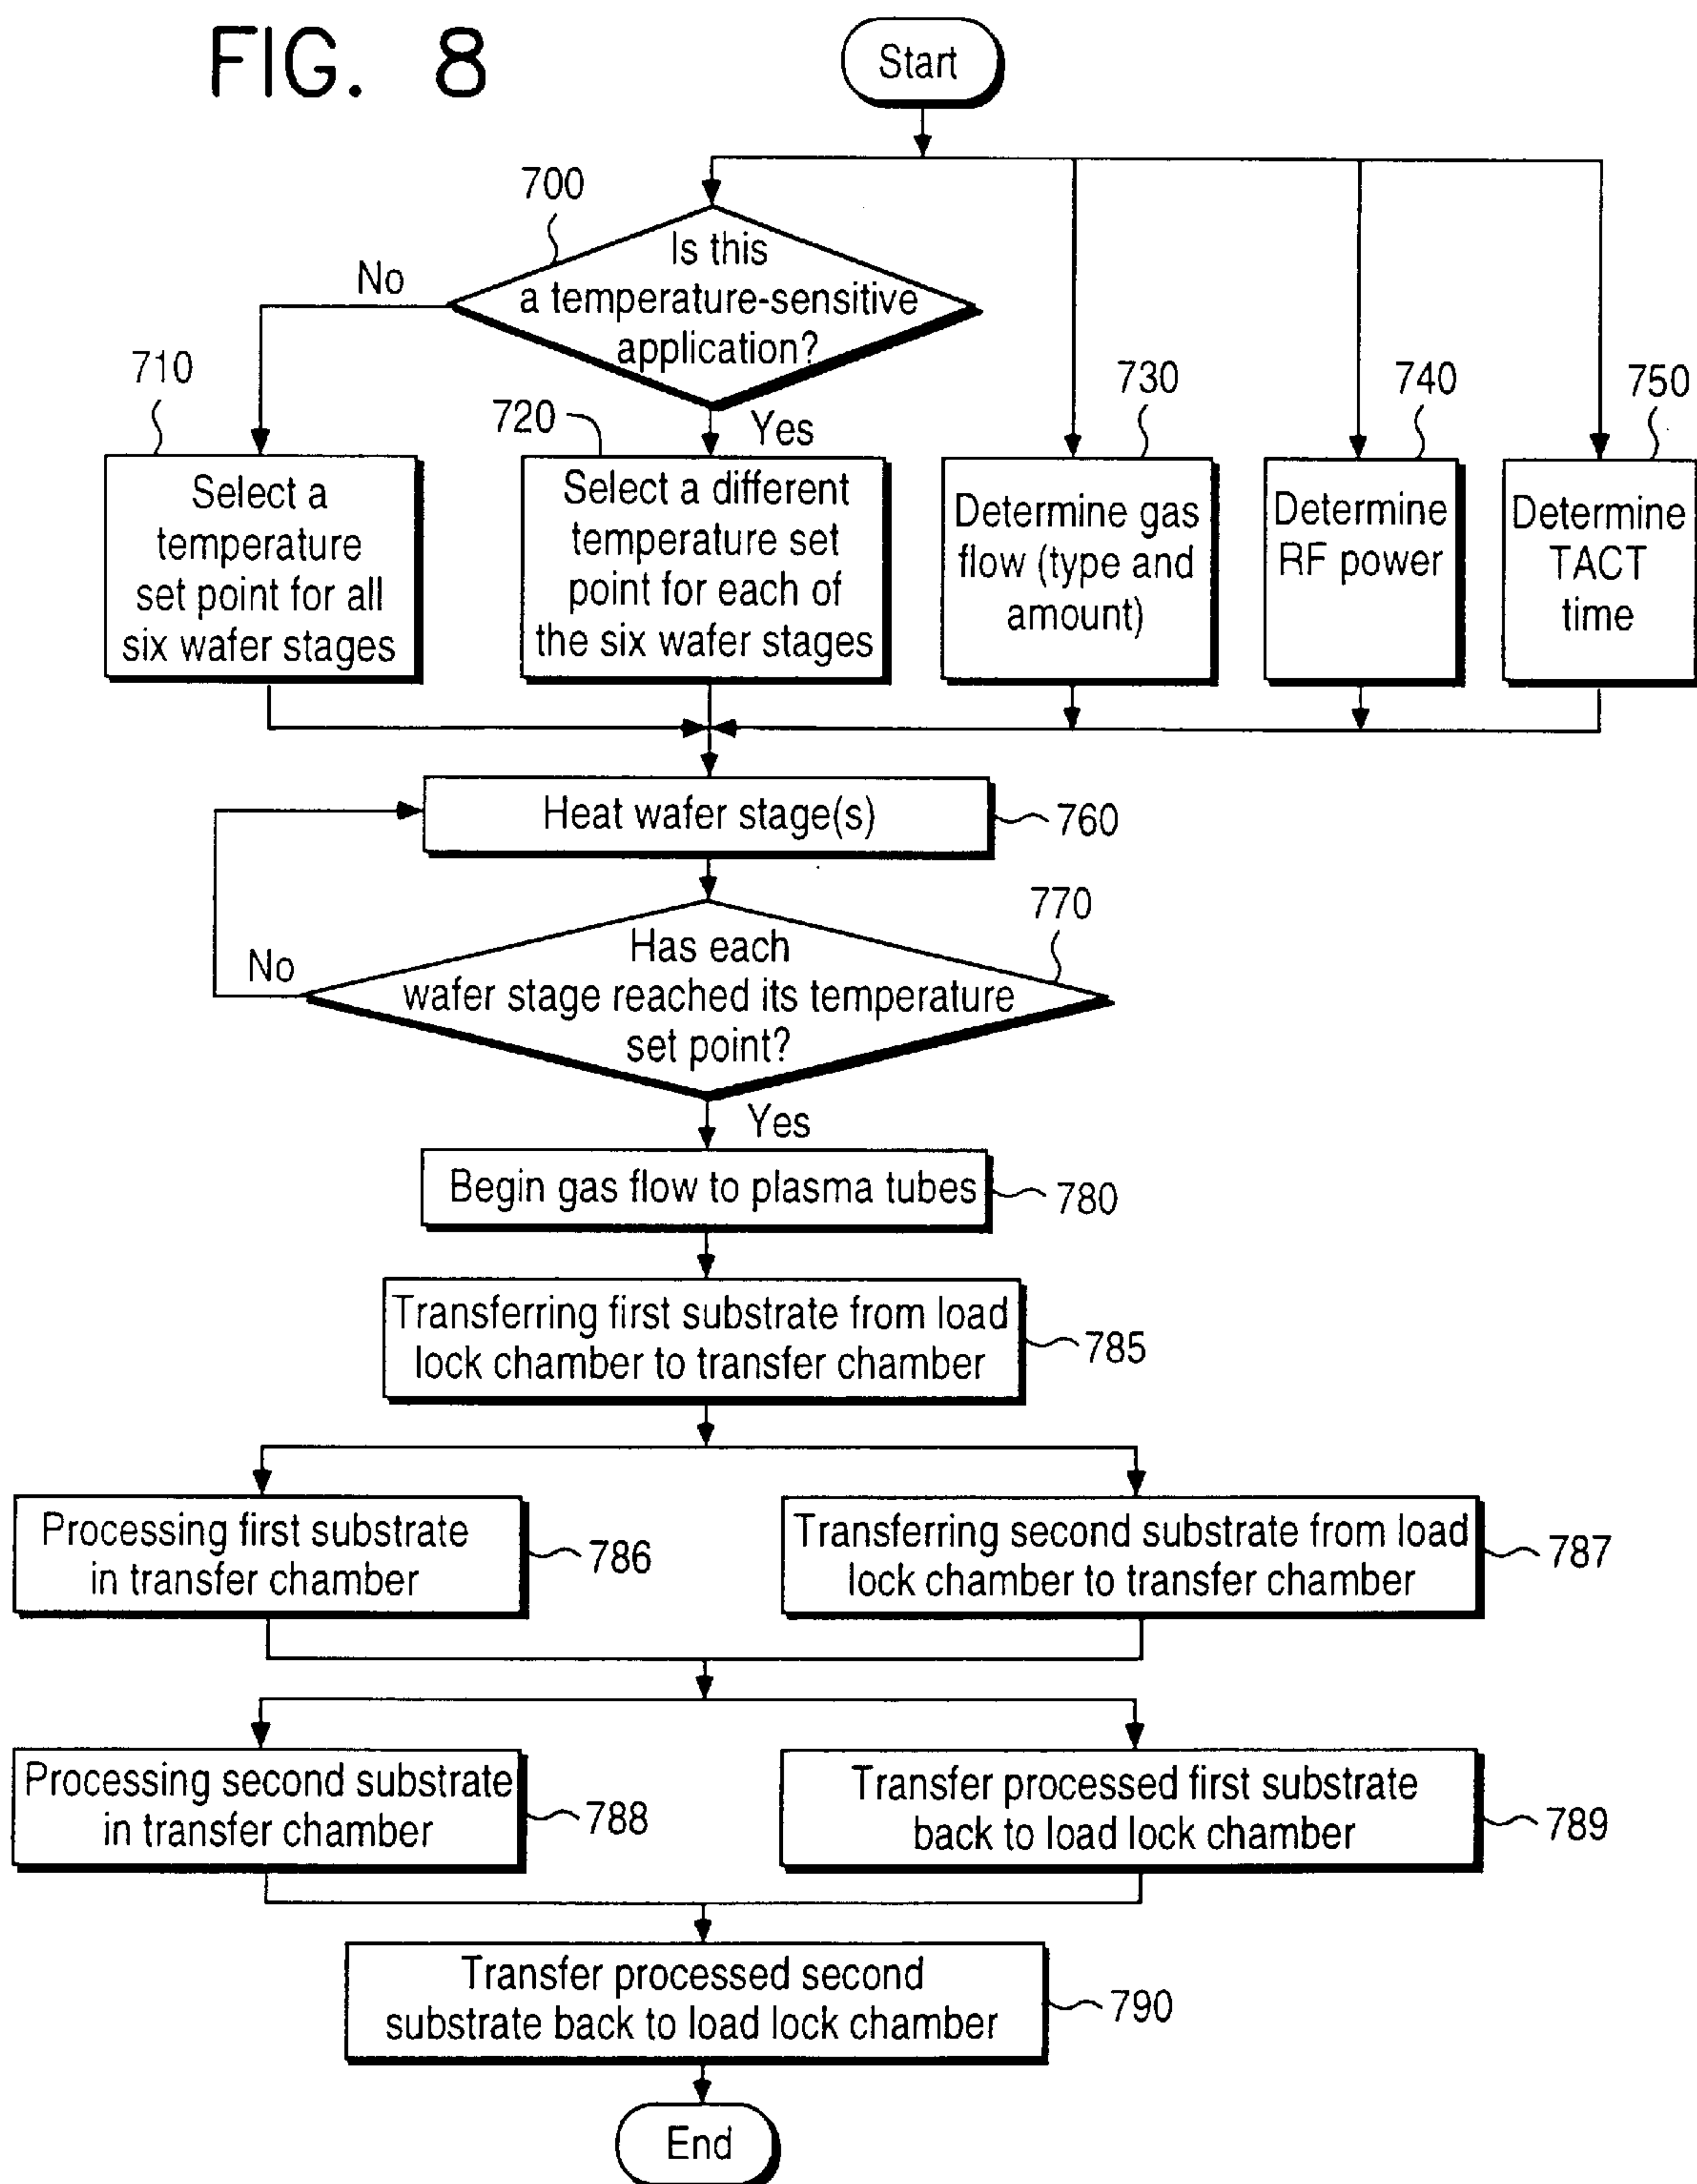 FIG. 8
Start
700
Is this
a temperature-sensitive
application?
No
Yes
710
Select a
temperature
set point for all
six wafer stages
720
Select a different
temperature set
point for each of
the six wafer stages
730
Determine gas
flow (type and
amount)
740
Determine
RF power
750
Determine
TACT
time
Heat wafer stage(s)
760
770
Has each
wafer stage reached its temperature
set point?
No
Yes
Begin gas flow to plasma tubes
780
Transferring first substrate from load
lock chamber to transfer chamber
785
Processing first substrate
in transfer chamber
786
Transferring second substrate from load
lock chamber to transfer chamber
787
Processing second substrate
in transfer chamber
788
Transfer processed first substrate
back to load lock chamber
789
Transfer processed second
substrate back to load lock chamber
790
End